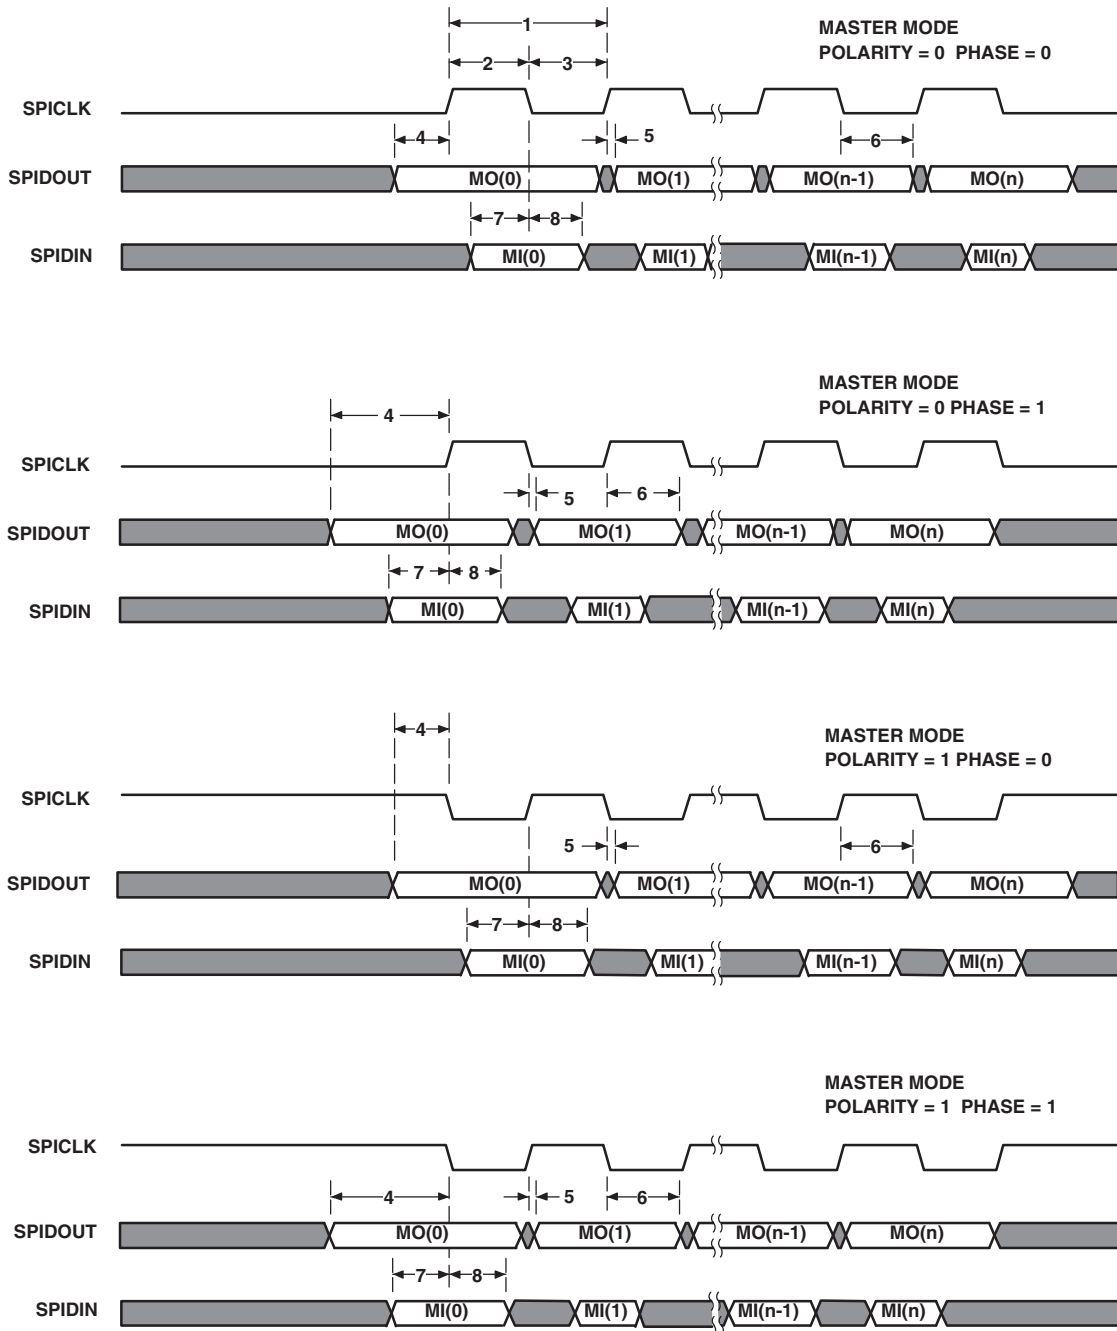 1
MASTER MODE
POLARITY = 0 PHASE = 0
2 3
SPICLK
4 5 6
SPIDOUT MO(0) MO(1) MO(n-1) MO(n)
7 8
SPIDIN MI(0) MI(1) MI(n-1) MI(n)
MASTER MODE
POLARITY = 0 PHASE = 1
4
SPICLK
5 6
SPIDOUT MO(0) MO(1) MO(n-1) MO(n)
7 8
SPIDIN MI(0) MI(1) MI(n-1) MI(n)
4
MASTER MODE
POLARITY = 1 PHASE = 0
SPICLK
5 6
SPIDOUT MO(0) MO(1) MO(n-1) MO(n)
7 8
SPIDIN MI(0) MI(1) MI(n-1) MI(n)
MASTER MODE
POLARITY = 1 PHASE = 1
SPICLK
4 5 6
SPIDOUT MO(0) MO(1) MO(n-1) MO(n)
7 8
SPIDIN MI(0) MI(1) MI(n-1) MI(n)